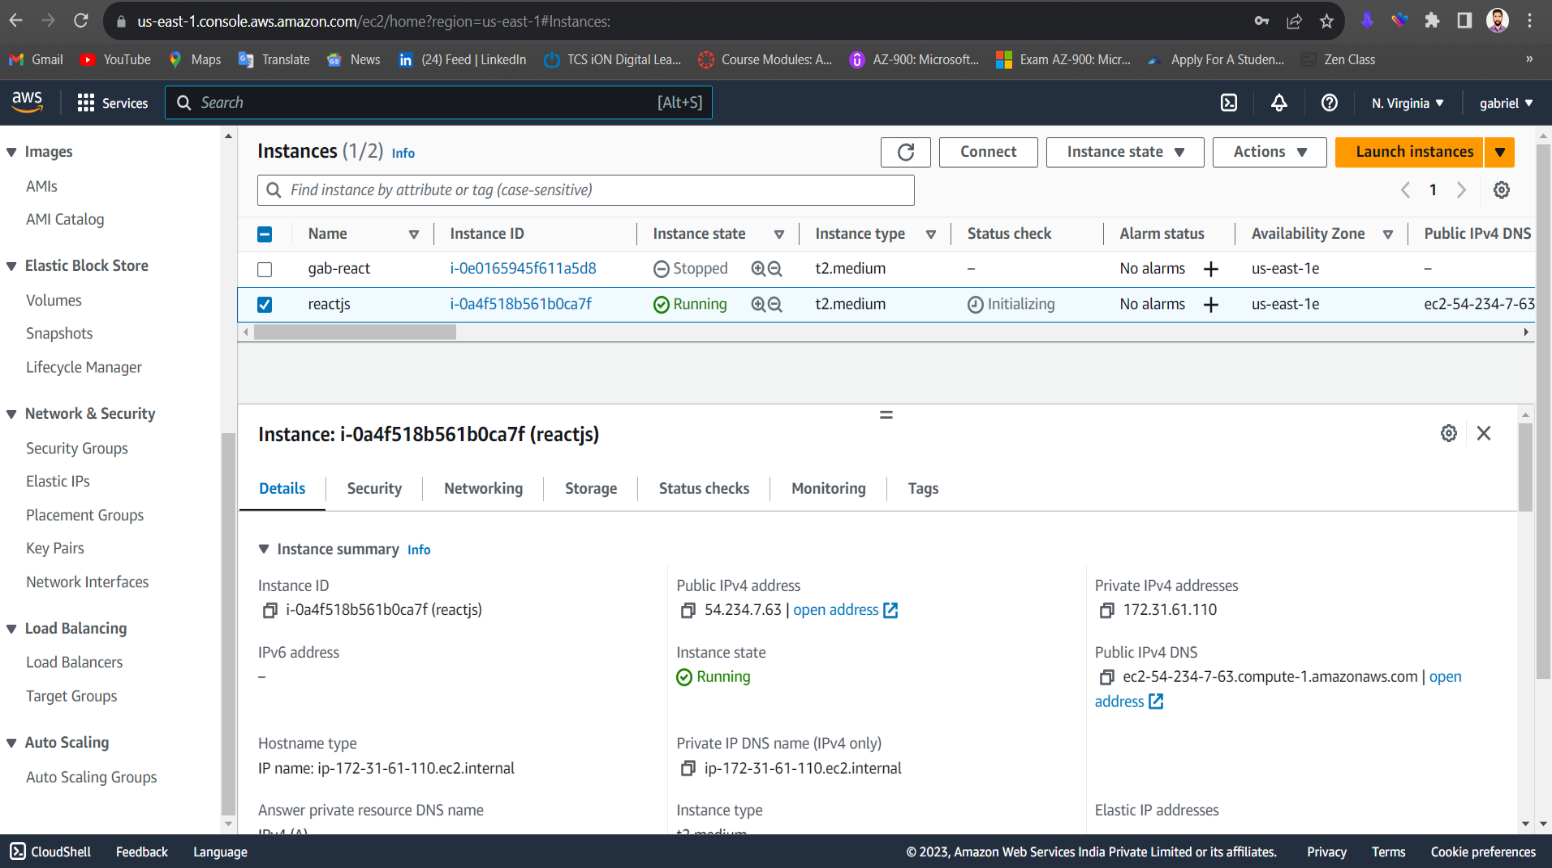 us-east-1.console.aws.amazon.com/ec2/home?region=us-east-1#Instances:
Gmail YouTube Maps Translate News (24) Feed | LinkedIn TCS iON Digital Lea... Course Modules: A... AZ-900: Microsoft... Exam AZ-900: Micr... Apply For A Studen... Zen Class »
aws Services Search [Alt+S] N. Virginia gabriel
Images
AMIs
AMI Catalog
Elastic Block Store
Volumes
Snapshots
Lifecycle Manager
Network & Security
Security Groups
Elastic IPs
Placement Groups
Key Pairs
Network Interfaces
Load Balancing
Load Balancers
Target Groups
Auto Scaling
Auto Scaling Groups
Instances (1/2) Info Connect Instance state Actions Launch instances
Find instance by attribute or tag (case-sensitive) 1
Name Instance ID Instance state Instance type Status check Alarm status Availability Zone Public IPv4 DNS
gab-react i-0e0165945f611a5d8 Stopped t2.medium – No alarms + us-east-1e –
reactjs i-0a4f518b561b0ca7f Running t2.medium Initializing No alarms + us-east-1e ec2-54-234-7-63
Instance: i-0a4f518b561b0ca7f (reactjs)
Details Security Networking Storage Status checks Monitoring Tags
Instance summary Info
Instance ID
i-0a4f518b561b0ca7f (reactjs)
Public IPv4 address
54.234.7.63 | open address
Private IPv4 addresses
172.31.61.110
IPv6 address
–
Instance state
Running
Public IPv4 DNS
ec2-54-234-7-63.compute-1.amazonaws.com | open
address
Hostname type
IP name: ip-172-31-61-110.ec2.internal
Private IP DNS name (IPv4 only)
ip-172-31-61-110.ec2.internal
Answer private resource DNS name
IPv4 (A)
Instance type
t2.medium
Elastic IP addresses
CloudShell Feedback Language © 2023, Amazon Web Services India Private Limited or its affiliates. Privacy Terms Cookie preferences